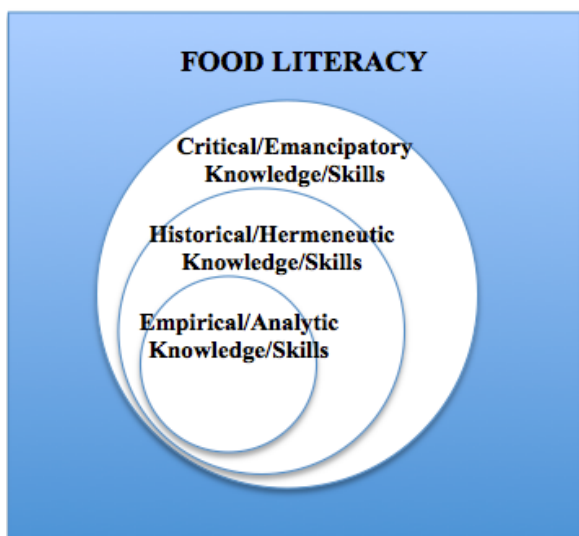 FOOD LITERACY
Critical/Emancipatory
Knowledge/Skills
Historical/Hermeneutic
Knowledge/Skills
Empirical/Analytic
Knowledge/Skills